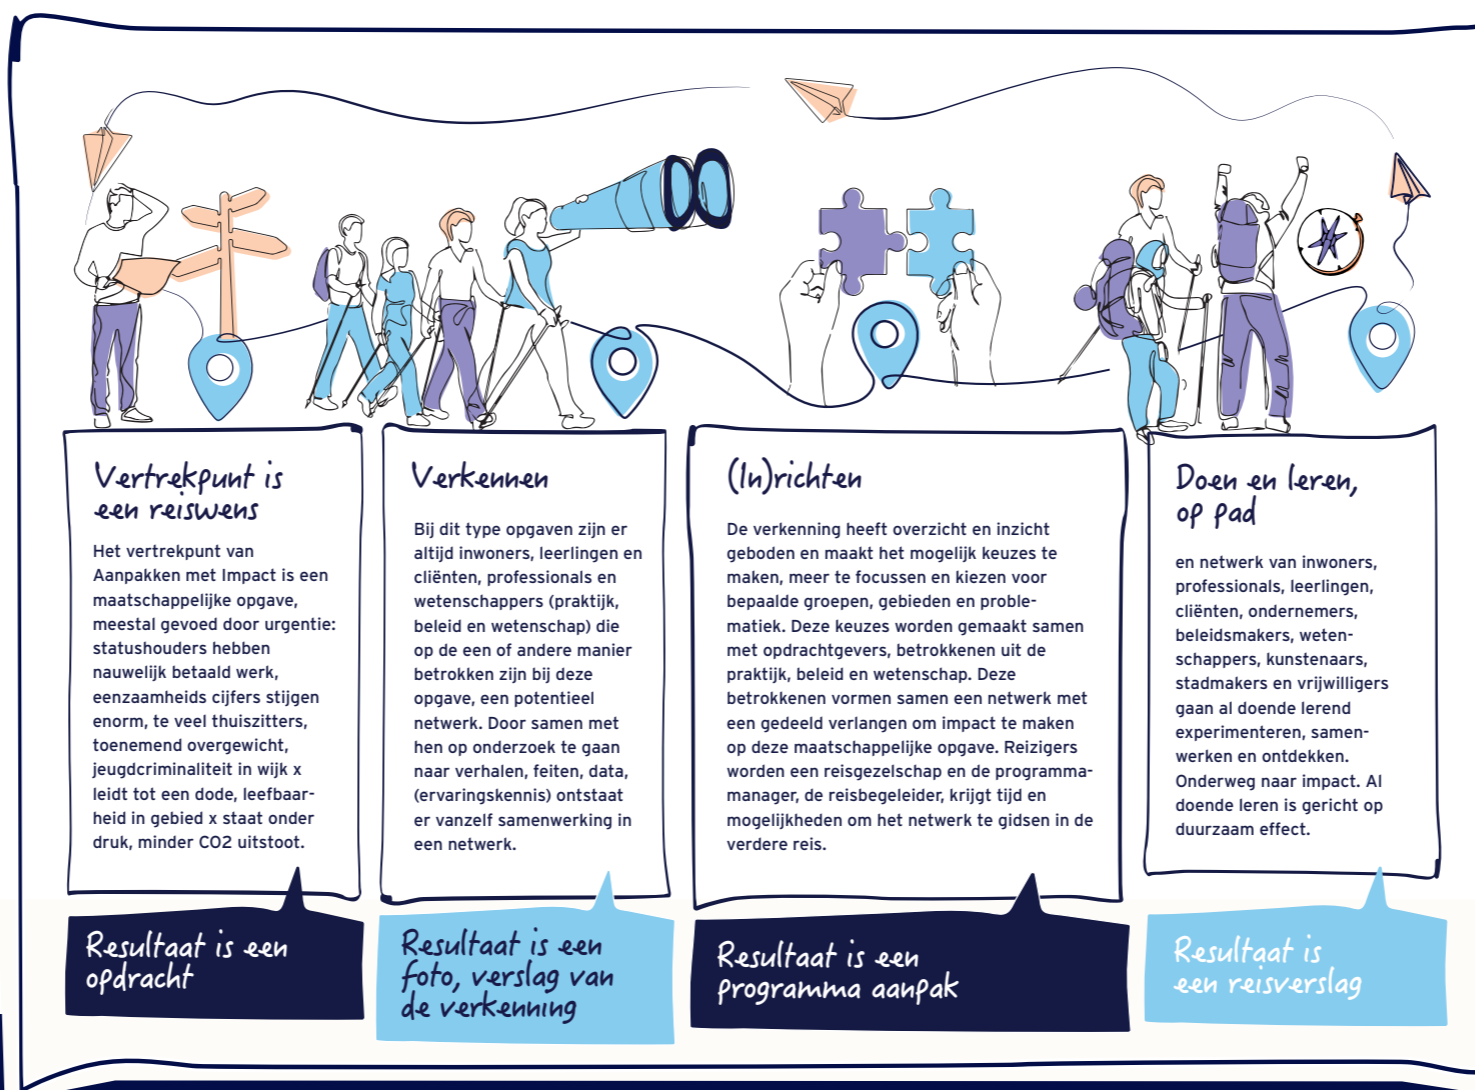 Vertrekpunt is
een reiswens
Het vertrekpunt van
Aanpakken met Impact is een
maatschappelijke opgave,
meestal gevoed door urgentie:
statushouders hebben
nauwelijk betaald werk,
eenzaamheids cijfers stijgen
enorm, te veel thuiszitters,
toenemend overgewicht,
jeugdcriminaliteit in wijk x
leidt tot een dode, leefbaar-
heid in gebied x staat onder
druk, minder CO2 uitstoot.
Resultaat is een
opdracht
Verkennen
Bij dit type opgaven zijn er
altijd inwoners, leerlingen en
cliënten, professionals en
wetenschappers (praktijk,
beleid en wetenschap) die
op de een of andere manier
betrokken zijn bij deze
opgave, een potentieel
netwerk. Door samen met
hen op onderzoek te gaan
naar verhalen, feiten, data,
(ervaringskennis) ontstaat
er vanzelf samenwerking in
een netwerk.
Resultaat is een
foto, verslag van
de verkenning
(In)richten
De verkenning heeft overzicht en inzicht
geboden en maakt het mogelijk keuzes te
maken, meer te focussen en kiezen voor
bepaalde groepen, gebieden en proble-
matiek. Deze keuzes worden gemaakt samen
met opdrachtgevers, betrokkenen uit de
praktijk, beleid en wetenschap. Deze
betrokkenen vormen samen een netwerk met
een gedeeld verlangen om impact te maken
op deze maatschappelijke opgave. Reizigers
worden een reisgezelschap en de programma-
manager, de reisbegeleider, krijgt tijd en
mogelijkheden om het netwerk te gidsen in de
verdere reis.
Resultaat is een
programma aanpak
Doen en leren,
op pad
en netwerk van inwoners,
professionals, leerlingen,
cliënten, ondernemers,
beleidsmakers, weten-
schappers, kunstenaars,
stadmakers en vrijwilligers
gaan al doende lerend
experimenteren, samen-
werken en ontdekken.
Onderweg naar impact. Al
doende leren is gericht op
duurzaam effect.
Resultaat is
een reisverslag